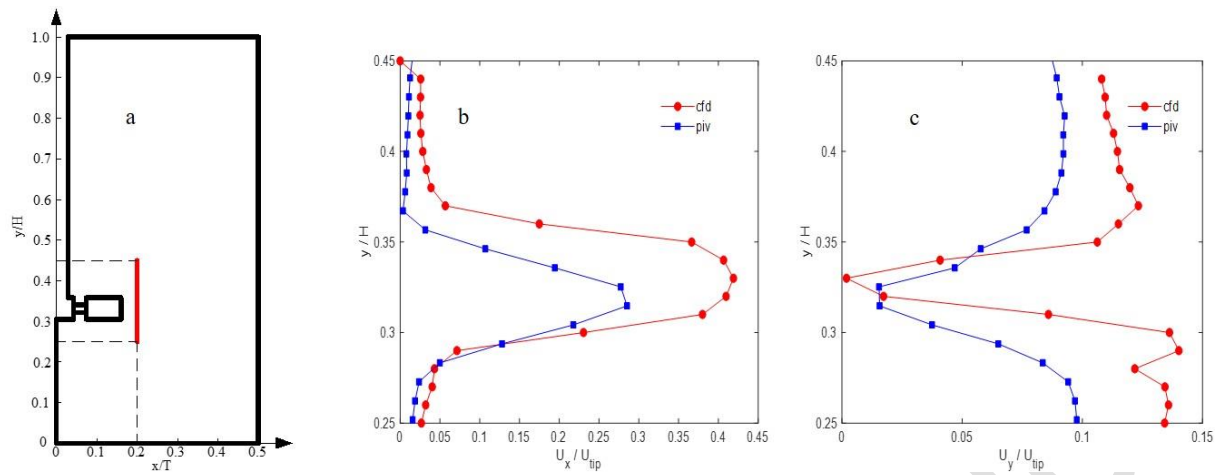 a
y/H
1.0
0.9
0.8
0.7
0.6
0.5
0.4
0.3
0.2
0.1
0
0 0.1 0.2 0.3 0.4 0.5
x/T
b
cfd
piv
y / H
0.45
0.4
0.35
0.3
0.25
0 0.05 0.1 0.15 0.2 0.25 0.3 0.35 0.4 0.45
U_x / U_tip
c
cfd
piv
y / H
0.45
0.4
0.35
0.3
0.25
0 0.05 0.1 0.15
U_y / U_tip